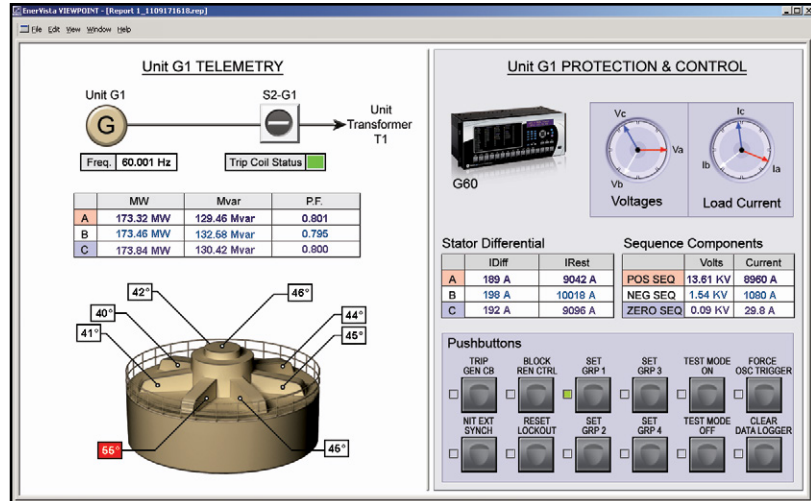 EnerVista VIEWPOINT - [Report 1_1109171618.rep]
File Edit View Window Help
Unit G1 TELEMETRY
Unit G1
S2-G1
G
Unit
Transformer
T1
Freq. 60.001 Hz
Trip Coil Status
MW Mvar P.F.
A 173.32 MW 129.46 Mvar 0.801
B 173.46 MW 132.68 Mvar 0.795
C 173.84 MW 130.42 Mvar 0.800
42°
46°
40°
44°
41°
45°
66°
46°
Unit G1 PROTECTION & CONTROL
G60
Vc
Va
Vb
Voltages
Ic
Ib
Ia
Load Current
Stator Differential
IDiff IRest
A 189 A 9042 A
B 198 A 10018 A
C 192 A 9096 A
Sequence Components
Volts Current
POS SEQ 13.61 KV 8960 A
NEG SEQ 1.54 KV 1080 A
ZERO SEQ 0.09 KV 29.8 A
Pushbuttons
TRIP GEN CB
BLOCK REN CTRL
SET GRP 1
SET GRP 3
TEST MODE ON
FORCE OSC TRIGGER
NIT EXT SYNCH
RESET LOCKOUT
SET GRP 2
SET GRP 4
TEST MODE OFF
CLEAR DATA LOGGER